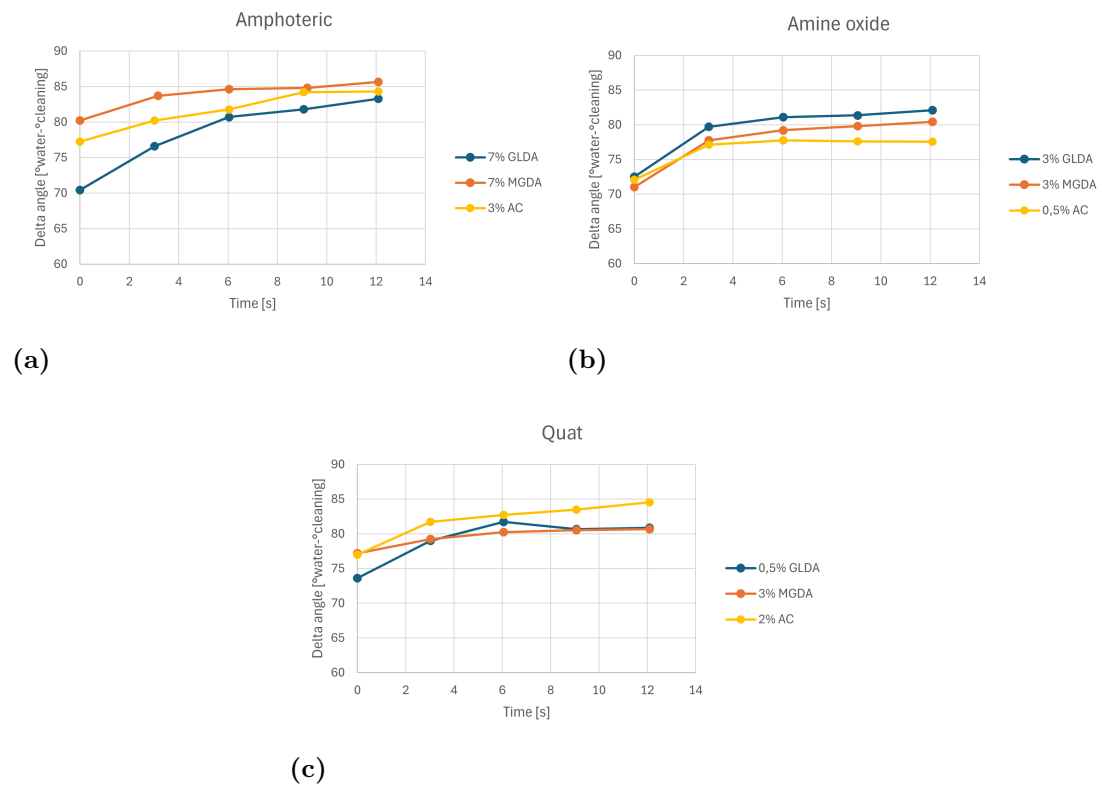 Amphoteric
90
85
80
75
70
65
60
Delta angle [°water-°cleaning]
0 2 4 6 8 10 12 14
Time [s]
7% GLDA
7% MGDA
3% AC
(a)
Amine oxide
90
85
80
75
70
65
60
Delta angle [°water-°cleaning]
0 2 4 6 8 10 12 14
Time [s]
3% GLDA
3% MGDA
0,5% AC
(b)
Quat
90
85
80
75
70
65
60
Delta angle [°water-°cleaning]
0 2 4 6 8 10 12 14
Time [s]
0,5% GLDA
3% MGDA
2% AC
(c)